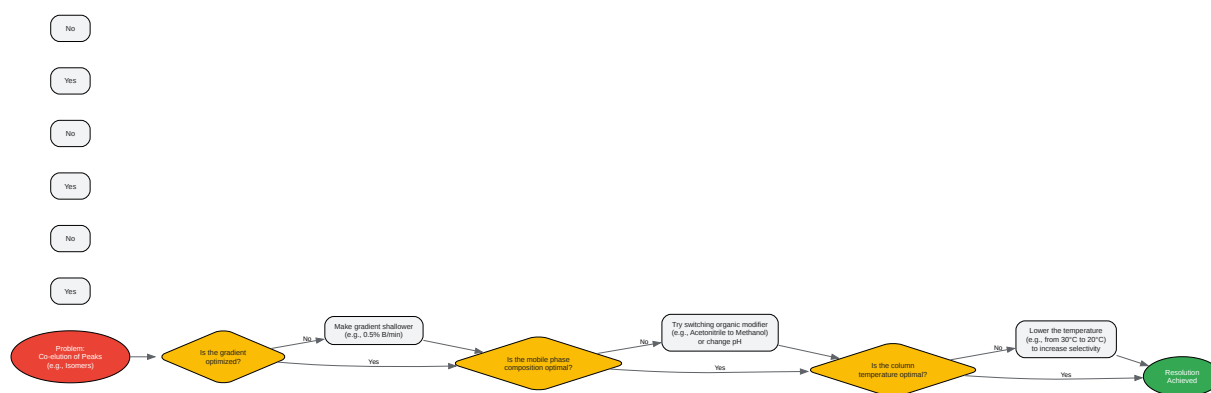 No
Yes
No
Yes
No
Yes
Problem:
Co-elution of Peaks
(e.g., Isomers)
Is the gradient
optimized?
No
Yes
Make gradient shallower
(e.g., 0.5% B/min)
Is the mobile phase
composition optimal?
No
Yes
Try switching organic modifier
(e.g., Acetonitrile to Methanol)
or change pH
Is the column
temperature optimal?
No
Yes
Lower the temperature
(e.g., from 30°C to 20°C)
to increase selectivity
Resolution
Achieved